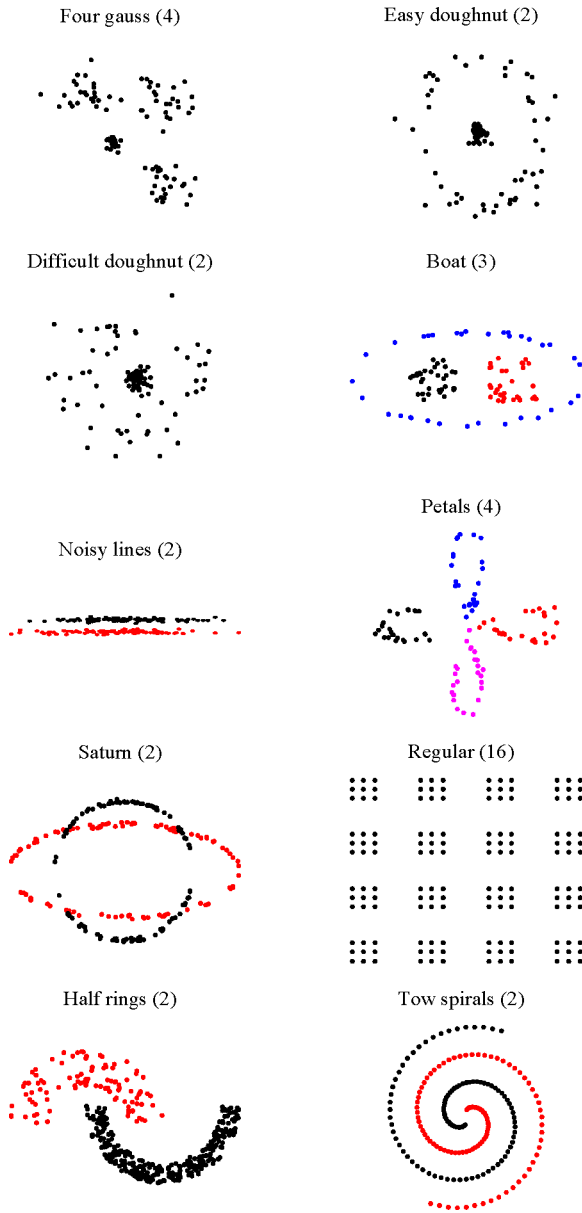 Four gauss (4)
Easy doughnut (2)
Difficult doughnut (2)
Boat (3)
Noisy lines (2)
Petals (4)
Saturn (2)
Regular (16)
Half rings (2)
Tow spirals (2)